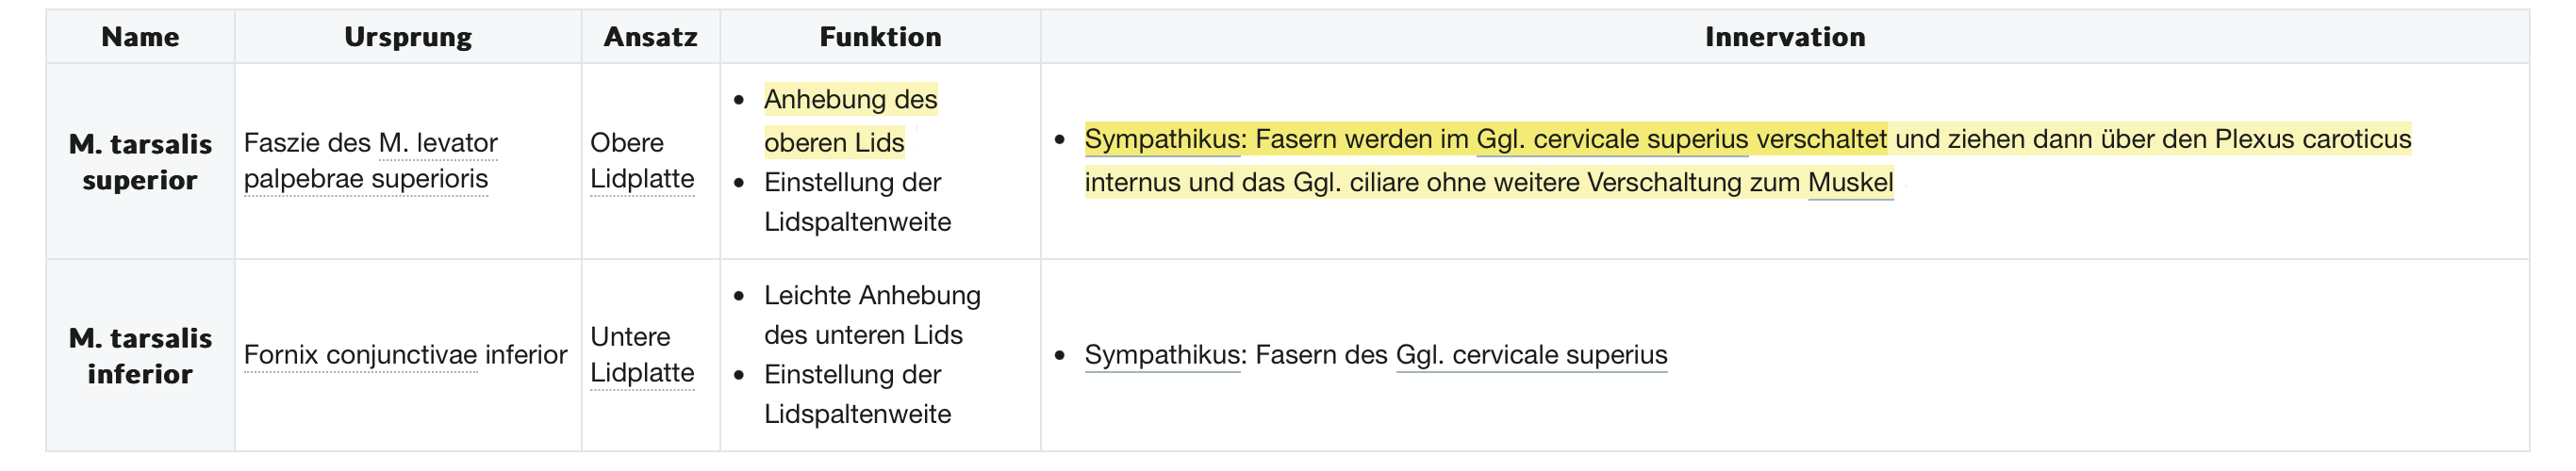 Name Ursprung Ansatz Funktion Innervation
M. tarsalis
superior
Faszie des M. levator
palpebrae superioris
Obere
Lidplatte
• Anhebung des
oberen Lids
• Einstellung der
Lidspaltenweite
• Sympathikus: Fasern werden im Ggl. cervicale superius verschaltet und ziehen dann über den Plexus caroticus
internus und das Ggl. ciliare ohne weitere Verschaltung zum Muskel
M. tarsalis
inferior
Fornix conjunctivae inferior
Untere
Lidplatte
• Leichte Anhebung
des unteren Lids
• Einstellung der
Lidspaltenweite
• Sympathikus: Fasern des Ggl. cervicale superius